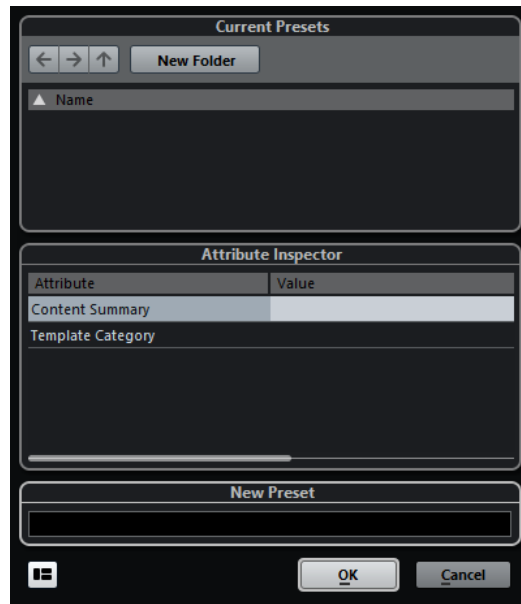 Current Presets
New Folder
Name
Attribute Inspector
Attribute Value
Content Summary
Template Category
New Preset
OK Cancel